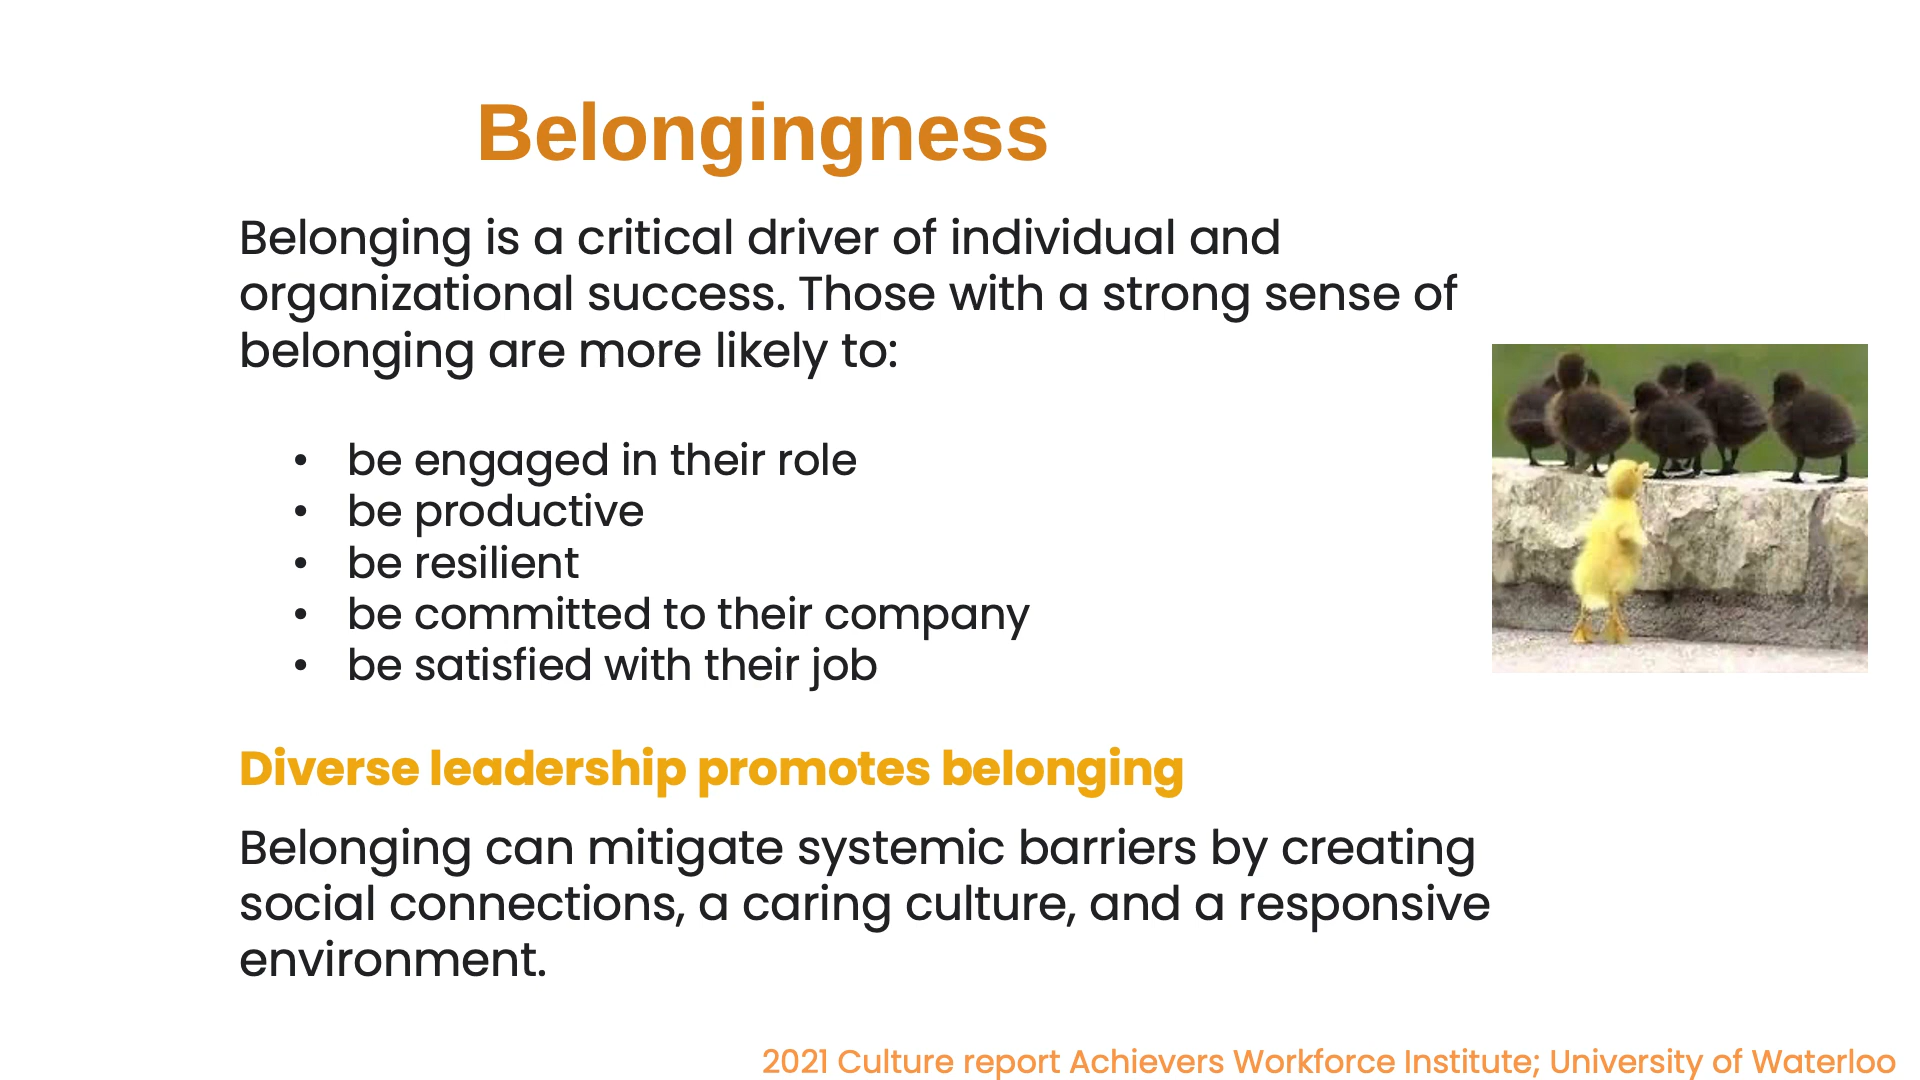 Belongingness
Belonging is a critical driver of individual and
organizational success. Those with a strong sense of
belonging are more likely to:
• be engaged in their role
• be productive
• be resilient
• be committed to their company
• be satisfied with their job
Diverse leadership promotes belonging
Belonging can mitigate systemic barriers by creating
social connections, a caring culture, and a responsive
environment.
2021 Culture report Achievers Workforce Institute; University of Waterloo